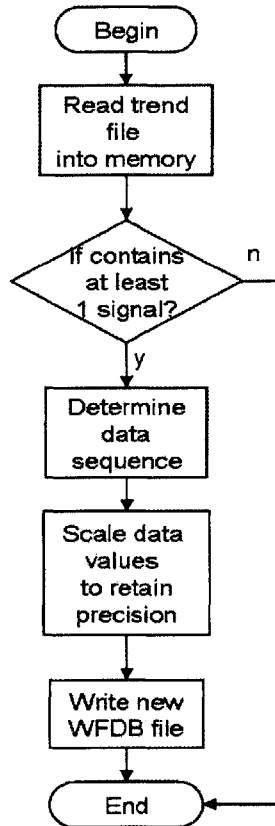 Begin
Read trend
file
into memory
If contains
at least
1 signal?
n
y
Determine
data
sequence
Scale data
values
to retain
precision
Write new
WFDB file
End